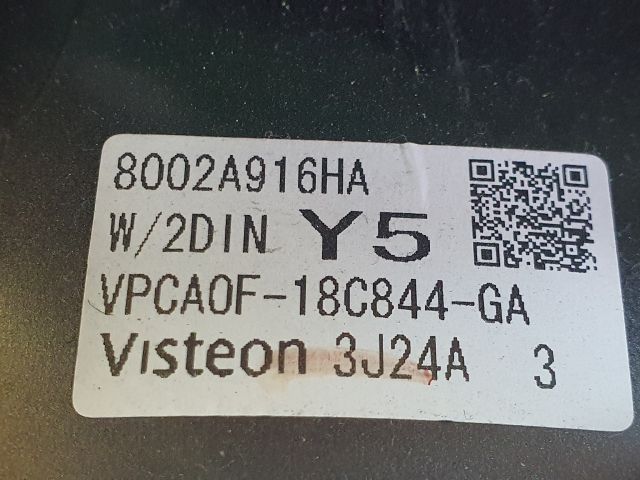 8002A916HA
W/2DIN Y5
VPCA0F-18C844-GA
Visteon 3J24A 3